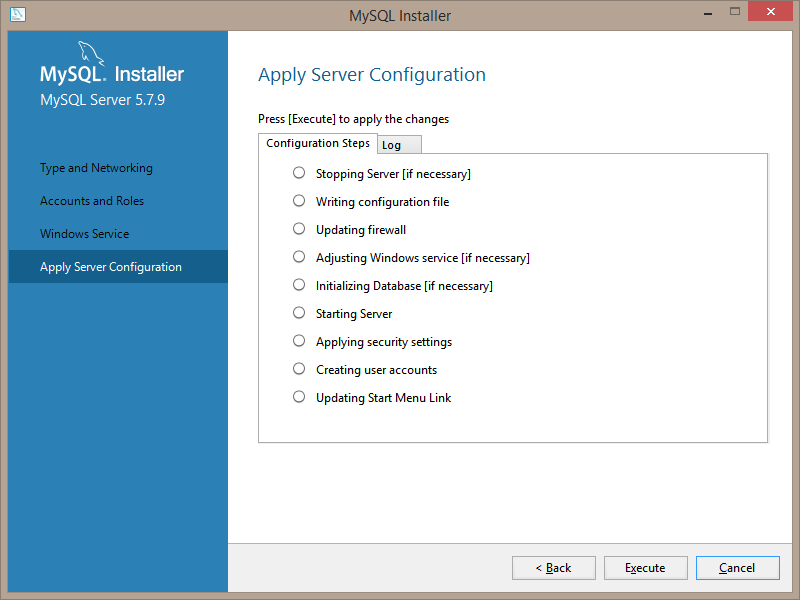 MySQL Installer
MySQL. Installer
MySQL Server 5.7.9
Type and Networking
Accounts and Roles
Windows Service
Apply Server Configuration
Apply Server Configuration
Press [Execute] to apply the changes
Configuration Steps Log
Stopping Server [if necessary]
Writing configuration file
Updating firewall
Adjusting Windows service [if necessary]
Initializing Database [if necessary]
Starting Server
Applying security settings
Creating user accounts
Updating Start Menu Link
< Back Execute Cancel